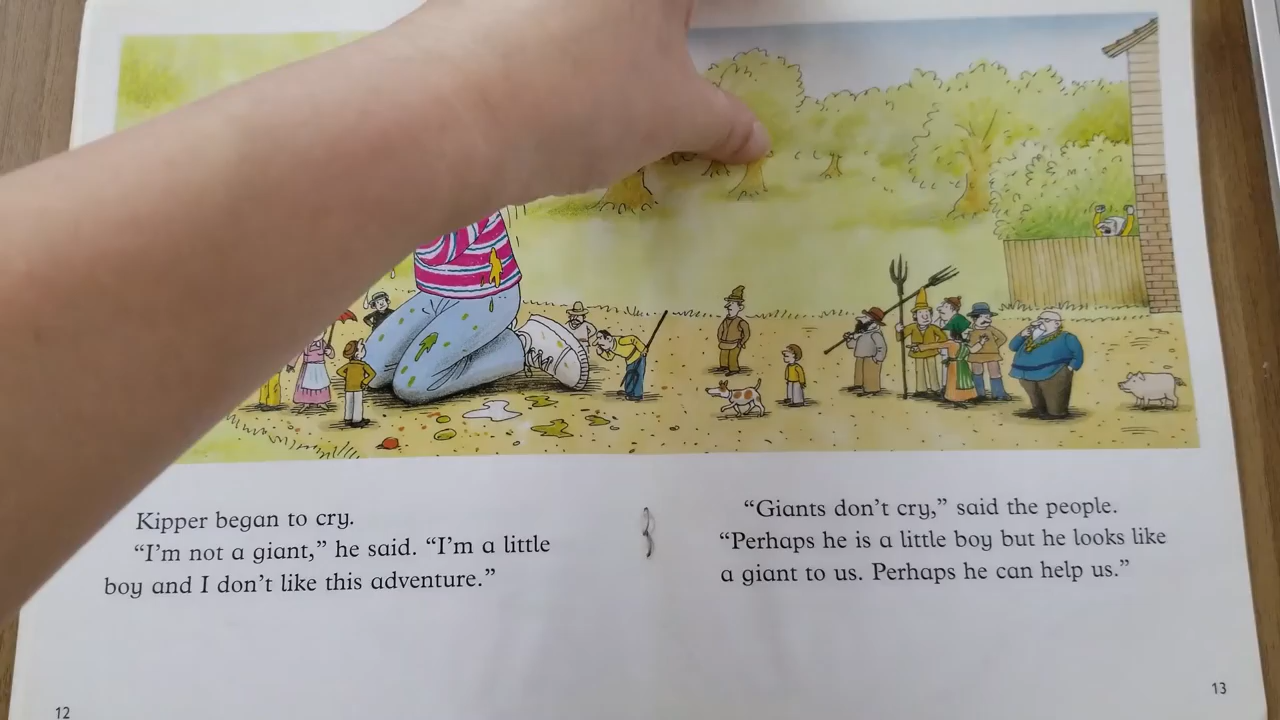 Kipper began to cry.
“I’m not a giant,” he said. “I’m a little
boy and I don’t like this adventure.”
12
“Giants don’t cry,” said the people.
“Perhaps he is a little boy but he looks like
a giant to us. Perhaps he can help us.”
13